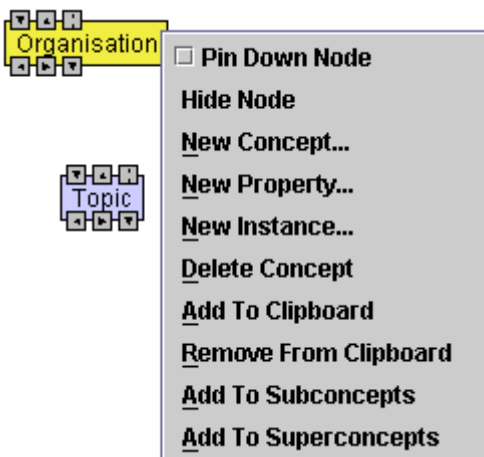 Organisation
Pin Down Node
Hide Node
New Concept...
New Property...
Topic
New Instance...
Delete Concept
Add To Clipboard
Remove From Clipboard
Add To Subconcepts
Add To Superconcepts